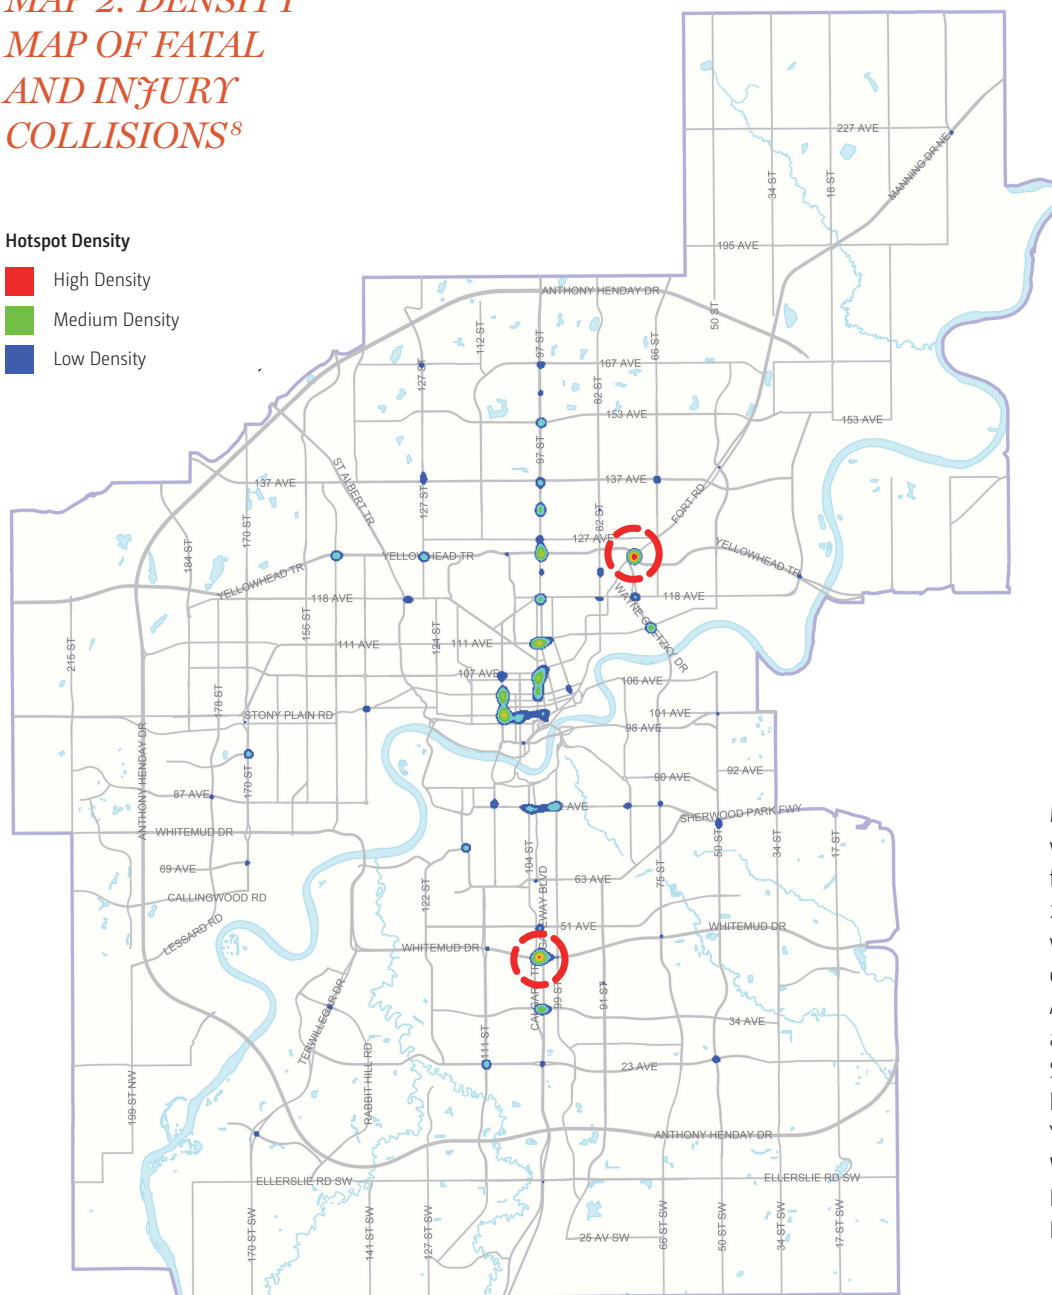 MAP 2: DENSITY
MAP OF FATAL
AND INJURY
COLLISIONS⁸
Hotspot Density
High Density
Medium Density
Low Density
227 AVE
MANNING DR NE
34 ST
18 ST
195 AVE
ANTHONY HENDAY DR
50 ST
112 ST
97 ST
66 ST
167 AVE
127 ST
82 ST
153 AVE
153 AVE
97 ST
ST ALBERT TR
137 AVE
137 AVE
127 ST
FORT RD
170 ST
82 ST
127 AVE
184 ST
YELLOWHEAD TR
YELLOWHEAD TR
YELLOWHEAD TR
118 AVE
118 AVE
WAYNE GRETZKY DR
156 ST
124 ST
215 ST
111 AVE
111 AVE
107 AVE
106 AVE
178 ST
STONY PLAIN RD
101 AVE
98 AVE
ANTHONY HENDAY DR
170 ST
90 AVE
92 AVE
87 AVE
AVE
SHERWOOD PARK FWY
WHITEMUD DR
50 ST
34 ST
17 ST
104 ST
69 AVE
75 ST
63 AVE
CALLINGWOOD RD
122 ST
GATEWAY BLVD
LESSARD RD
51 AVE
WHITEMUD DR
WHITEMUD DR
CALGARY TR
99 ST
91 ST
TERWILLEGAR DR
34 AVE
111 ST
23 AVE
RABBIT HILL RD
199 ST NW
ANTHONY HENDAY DR
ELLERSLIE RD SW
ELLERSLIE RD SW
170 ST SW
141 ST SW
127 ST SW
25 AV SW
66 ST SW
50 ST SW
34 ST SW
17 ST SW